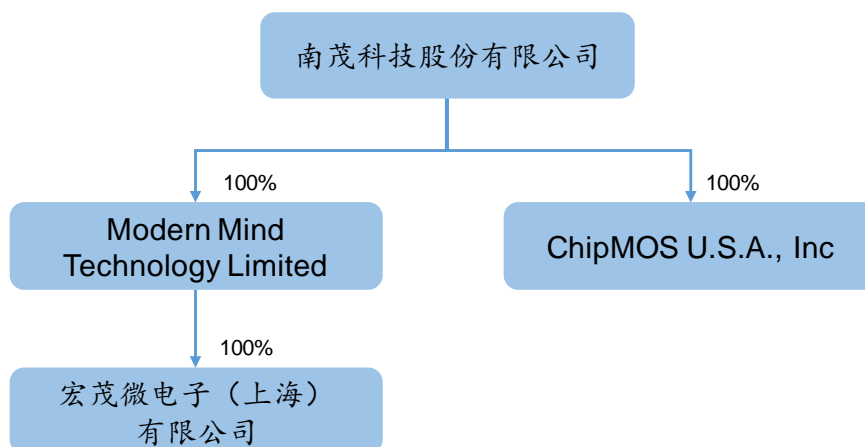 南茂科技股份有限公司
100%
100%
Modern Mind
Technology Limited
ChipMOS U.S.A., Inc
100%
宏茂微电子（上海）
有限公司